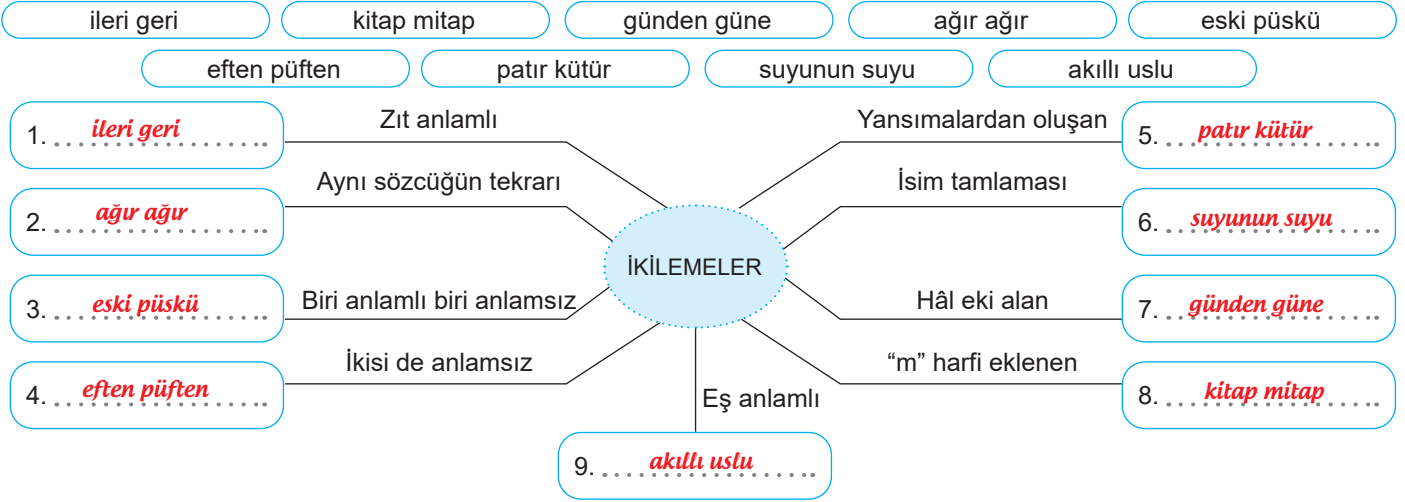 ileri geri
kitap mitap
günden güne
ağır ağır
eski püskü
eften püften
patır kütür
suyunun suyu
akıllı uslu
1. ileri geri
Zıt anlamlı
Yansımalardan oluşan
5. patır kütür
2. ağır ağır
Aynı sözcüğün tekrarı
İsim tamlaması
6. suyunun suyu
İKİLEMELER
3. eski püskü
Biri anlamlı biri anlamsız
Hâl eki alan
7. günden güne
4. eften püften
İkisi de anlamsız
“m” harfi eklenen
8. kitap mitap
Eş anlamlı
9. akıllı uslu